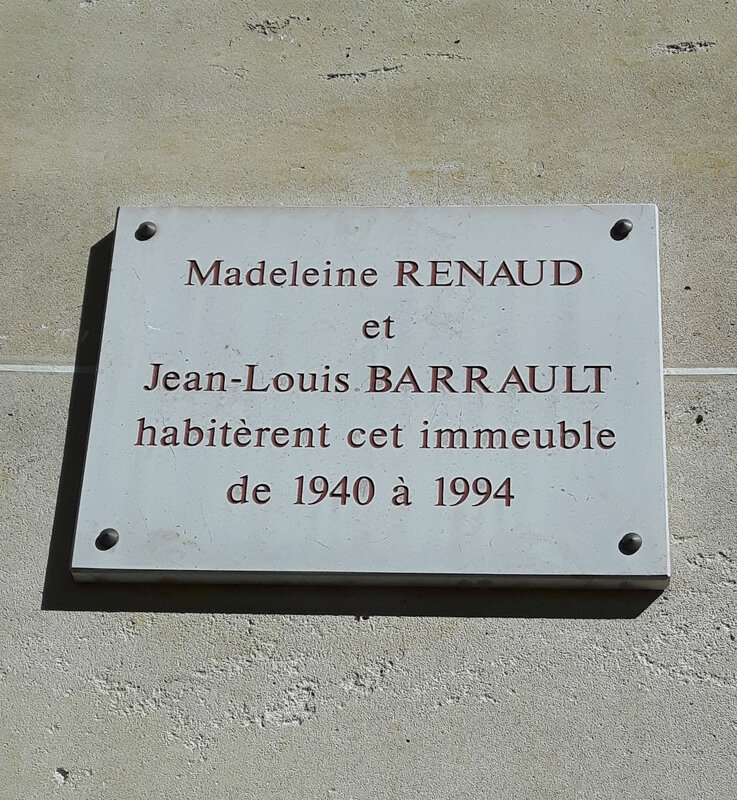 Madeleine RENAUD
et
Jean-Louis BARRAULT
habitèrent cet immeuble
de 1940 à 1994